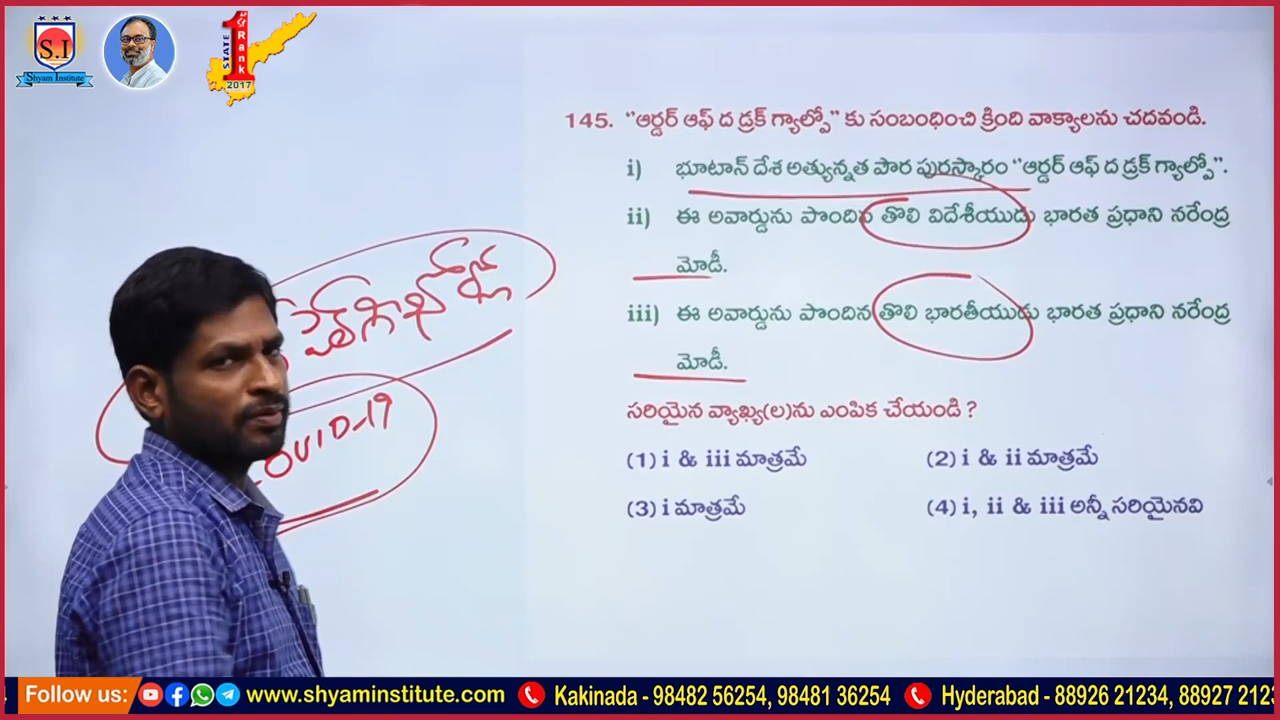 S.I
Shyam Institute
STATE
1
Rank
2017
145. "ఆర్డర్ ఆఫ్ ద డ్రక్ గ్యాల్పో" కు సంబంధించి క్రింది వాక్యాలను చదవండి.
i) భూటాన్ దేశ అత్యున్నత పౌర పురస్కారం "ఆర్డర్ ఆఫ్ ద డ్రక్ గ్యాల్పో".
ii) ఈ అవార్డును పొందిన తొలి విదేశీయుడు భారత ప్రధాని నరేంద్ర
మోడీ.
iii) ఈ అవార్డును పొందిన తొలి భారతీయుడు భారత ప్రధాని నరేంద్ర
మోడీ.
సరియైన వ్యాఖ్య(ల)ను ఎంపిక చేయండి ?
(1) i & iii మాత్రమే (2) i & ii మాత్రమే
(3) i మాత్రమే (4) i, ii & iii అన్నీ సరియైనవి
OVID-19
Follow us: www.shyaminstitute.com Kakinada - 98482 56254, 98481 36254 Hyderabad - 88926 21234, 88927 2123